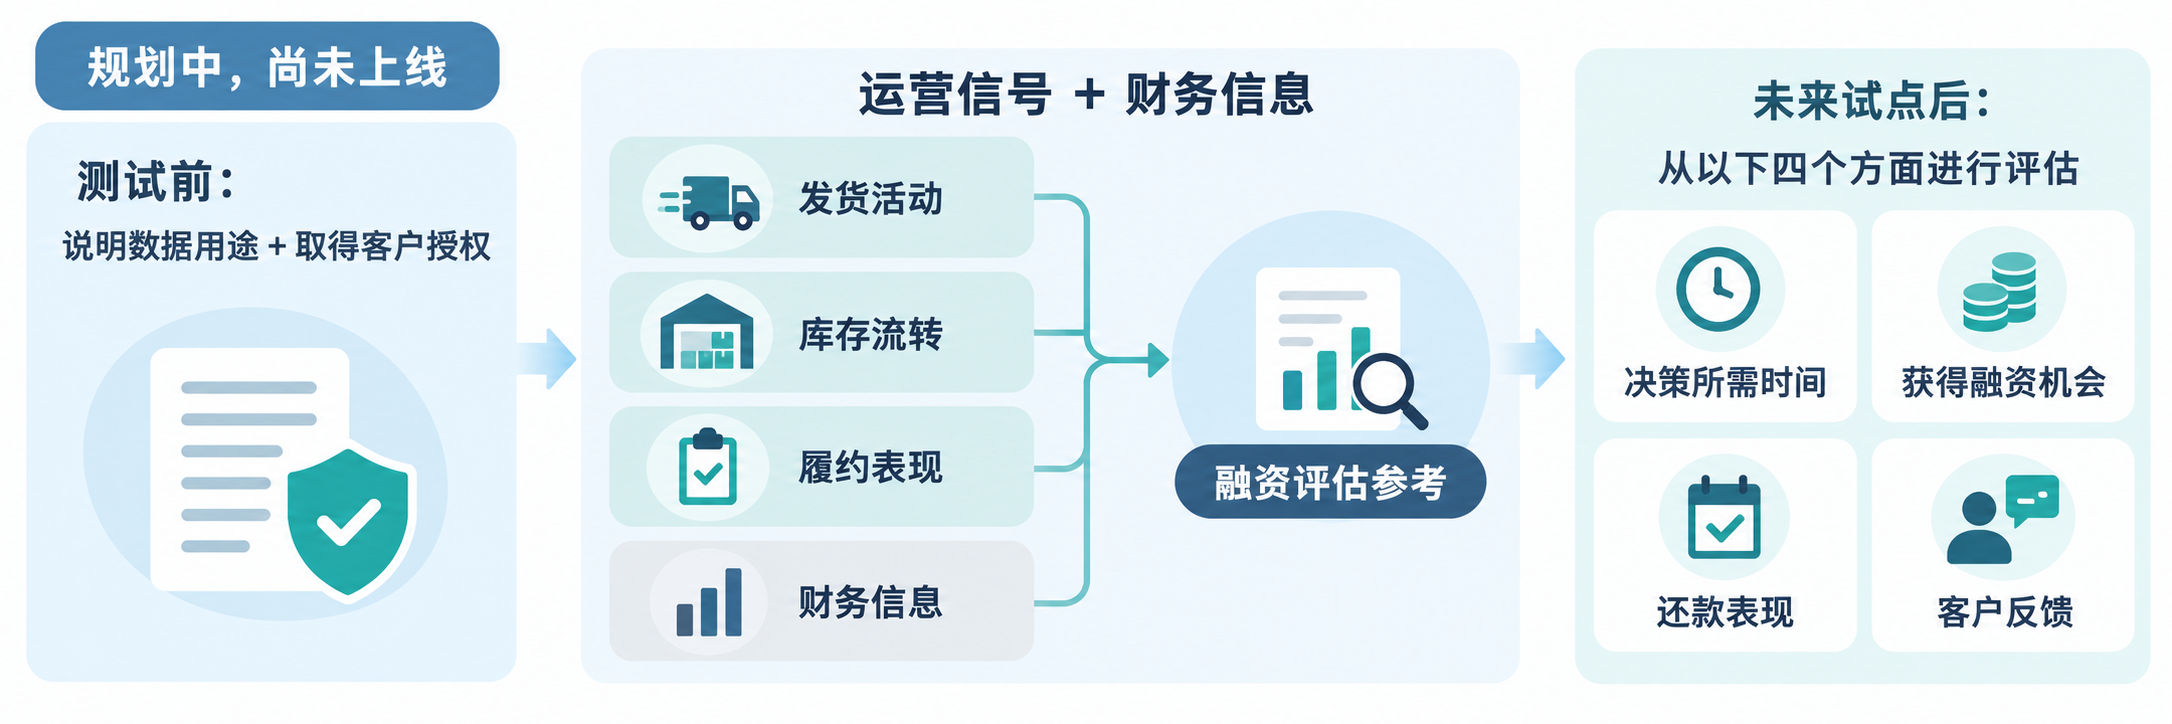 规划中，尚未上线
测试前：
说明数据用途 + 取得客户授权
运营信号 + 财务信息
发货活动
库存流转
履约表现
财务信息
融资评估参考
未来试点后：
从以下四个方面进行评估
决策所需时间
获得融资机会
还款表现
客户反馈